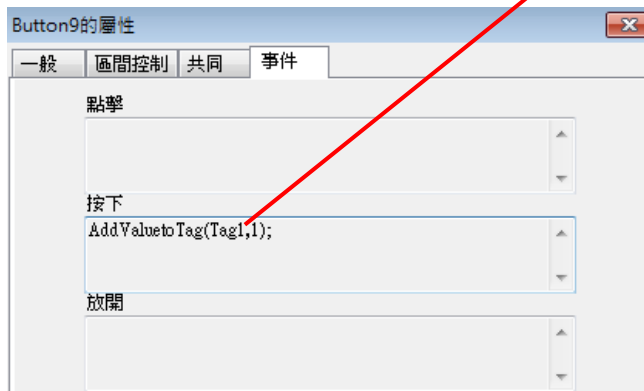 Button9的屬性
一般 區間控制 共同 事件
點擊
按下
AddValuetoTag(Tag1,1);
放開